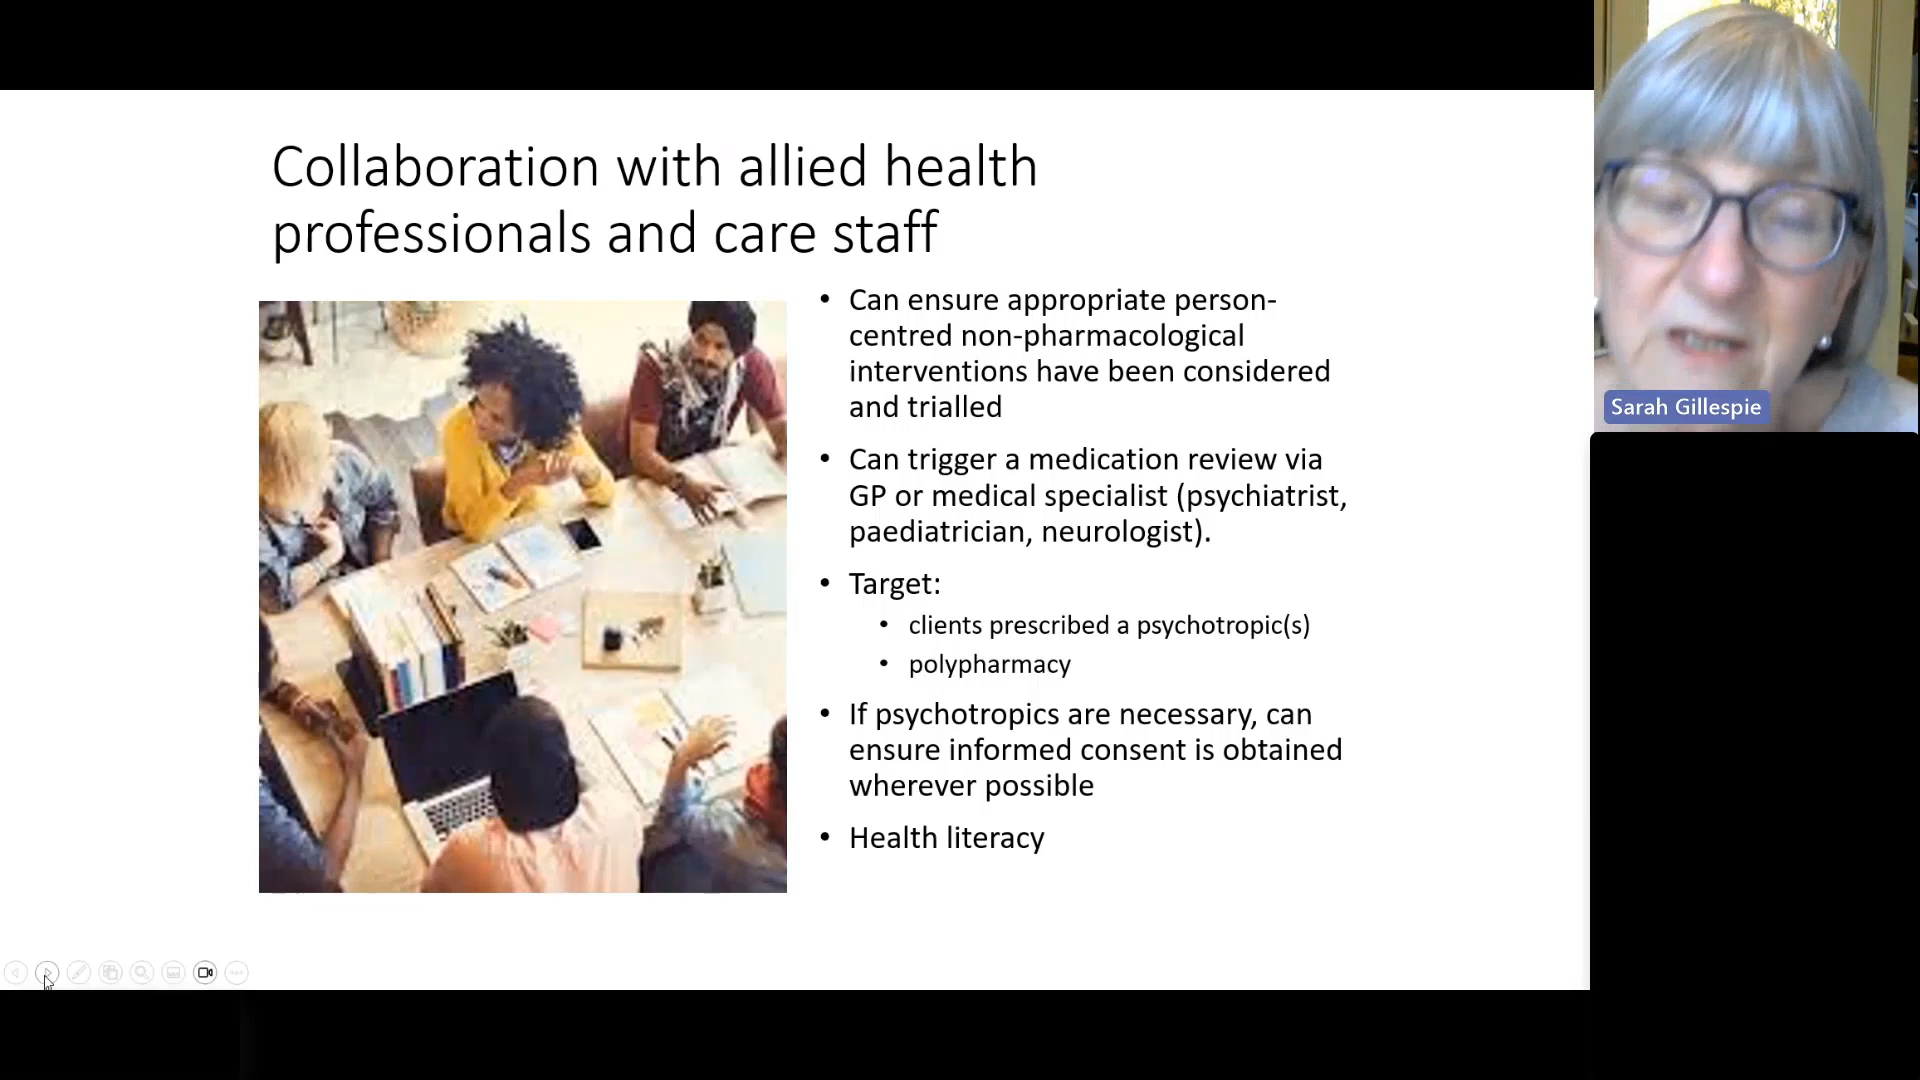 Collaboration with allied health
professionals and care staff
• Can ensure appropriate person-
centred non-pharmacological
interventions have been considered
and trialled
• Can trigger a medication review via
GP or medical specialist (psychiatrist,
paediatrician, neurologist).
• Target:
• clients prescribed a psychotropic(s)
• polypharmacy
• If psychotropics are necessary, can
ensure informed consent is obtained
wherever possible
• Health literacy
Sarah Gillespie